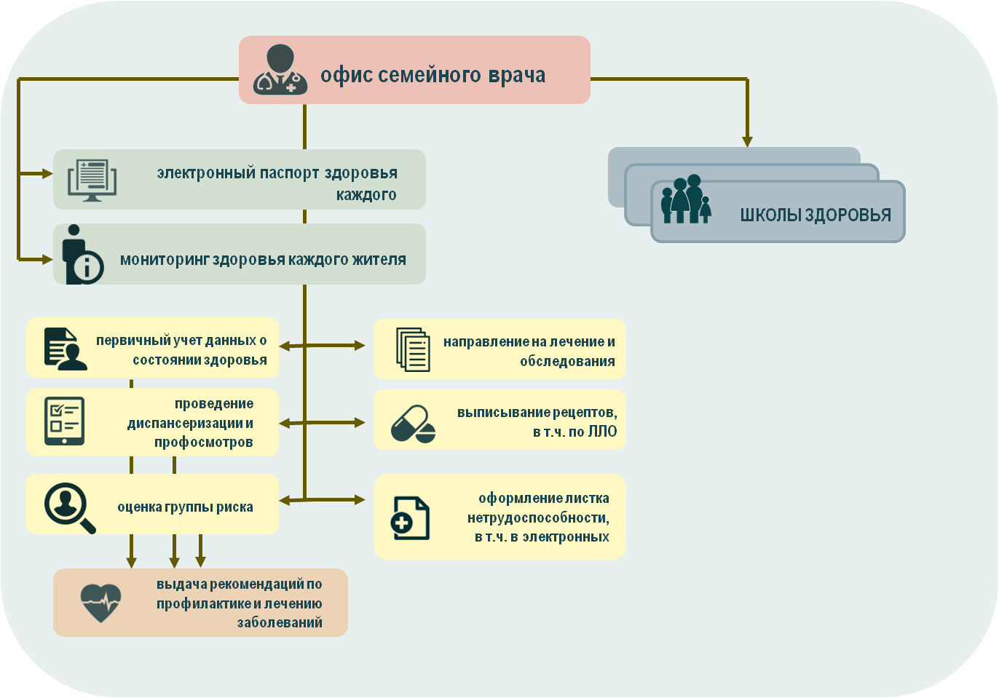 офис семейного врача
электронный паспорт здоровья
каждого
мониторинг здоровья каждого жителя
ШКОЛЫ ЗДОРОВЬЯ
первичный учет данных о
состоянии здоровья
направление на лечение и
обследования
проведение
диспансеризации и
профосмотров
выписывание рецептов,
в т.ч. по ЛЛО
оценка группы риска
оформление листка
нетрудоспособности,
в т.ч. в электронных
выдача рекомендаций по
профилактике и лечению
заболеваний